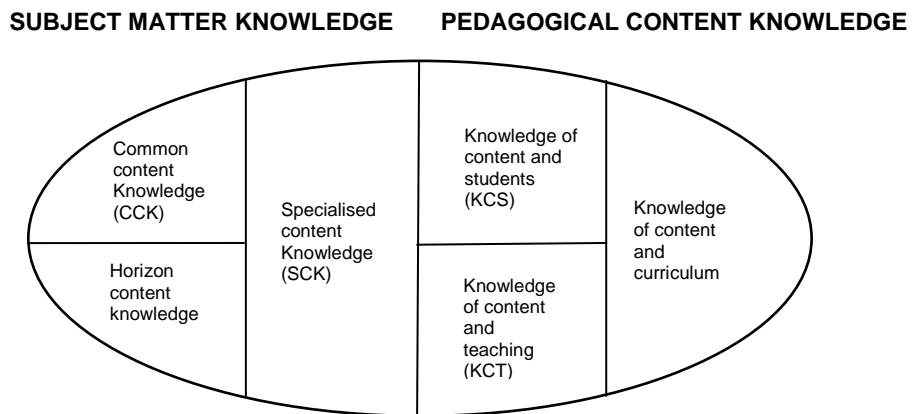 SUBJECT MATTER KNOWLEDGE PEDAGOGICAL CONTENT KNOWLEDGE
Common
content
Knowledge
(CCK)
Horizon
content
knowledge
Specialised
content
Knowledge
(SCK)
Knowledge of
content and
students
(KCS)
Knowledge
of content
and
teaching
(KCT)
Knowledge
of content
and
curriculum